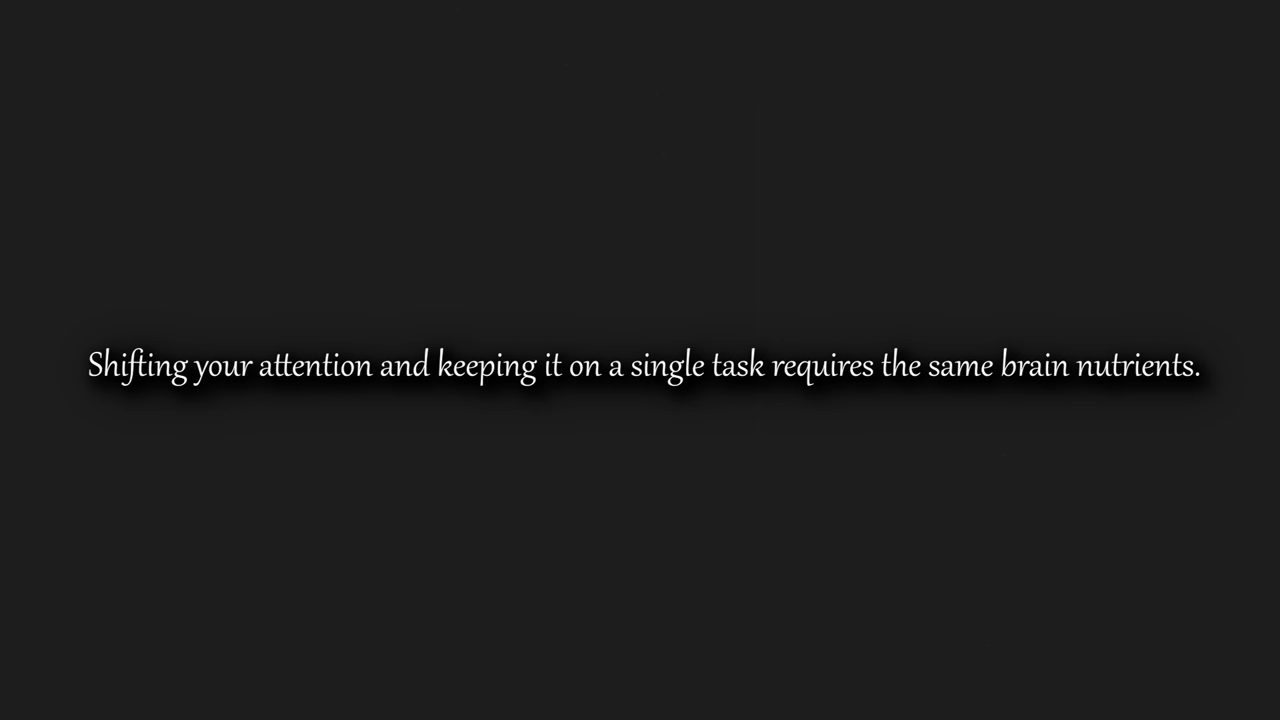 Shifting your attention and keeping it on a single task requires the same brain nutrients.